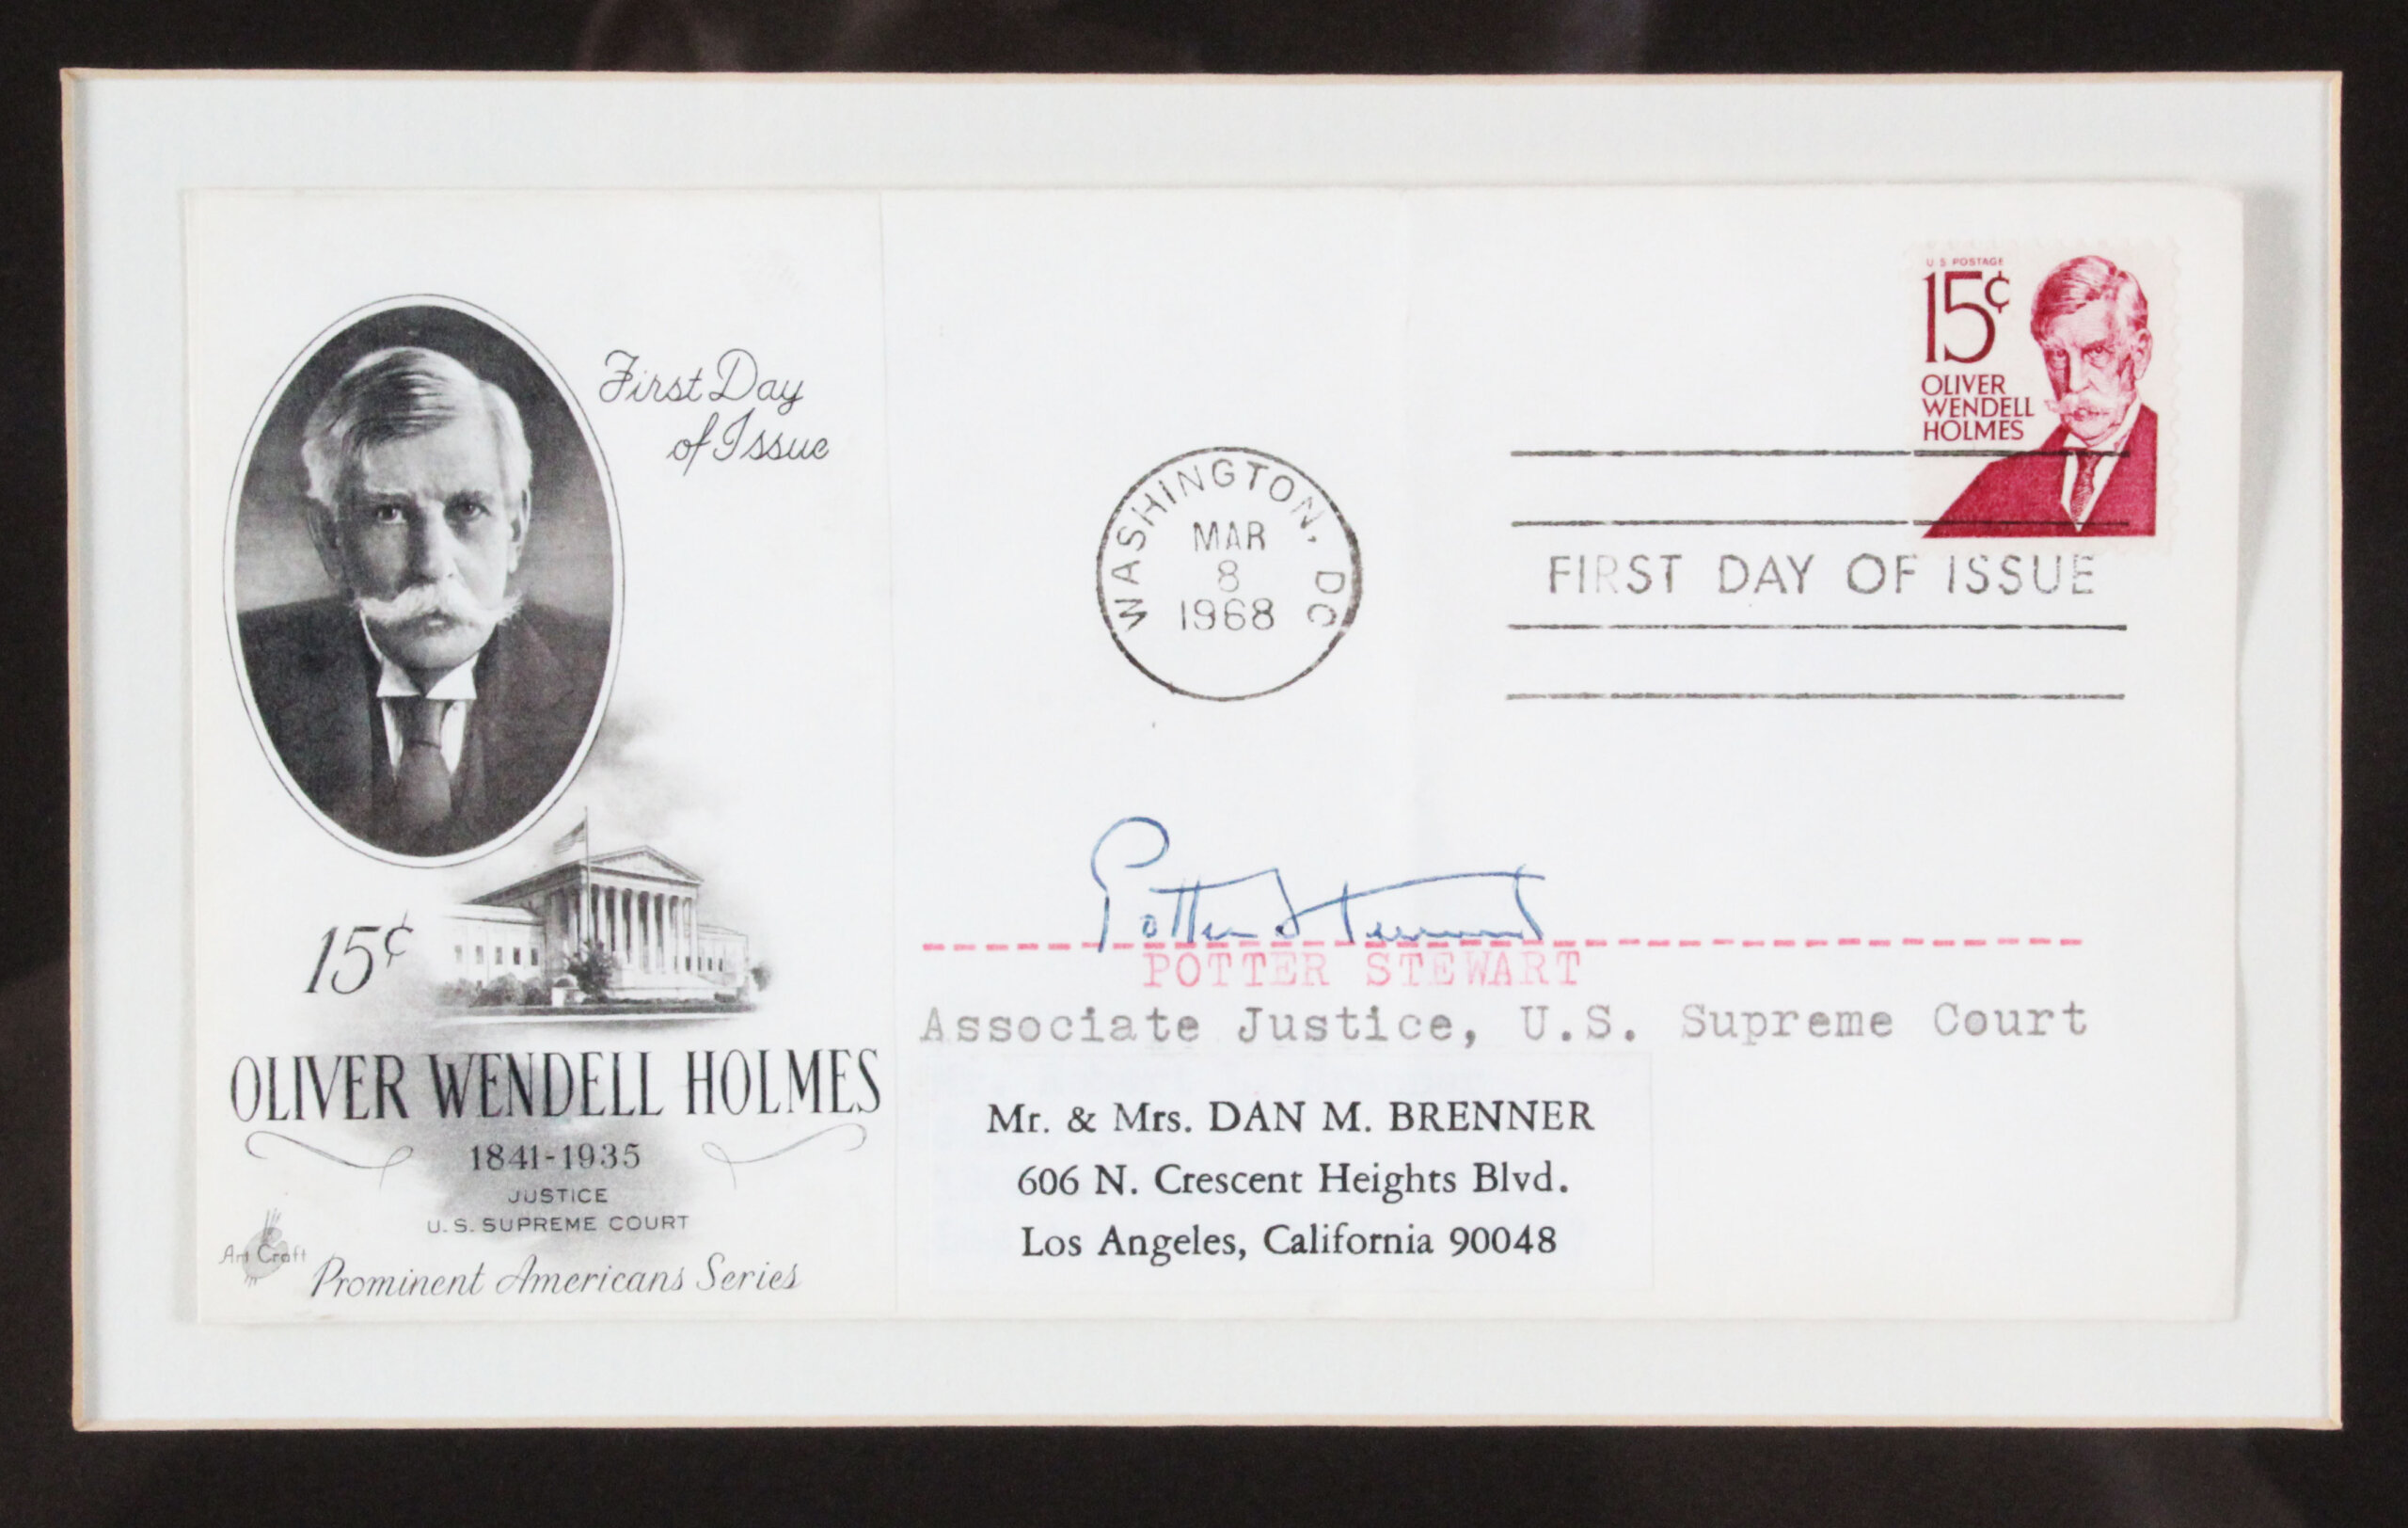 First Day
of Issue
15¢
OLIVER WENDELL HOLMES
1841-1935
JUSTICE
U.S. SUPREME COURT
Art Craft
Prominent Americans Series
U S POSTAGE
15¢
OLIVER
WENDELL
HOLMES
WASHINGTON, DC
MAR
8
1968
FIRST DAY OF ISSUE
Potter Stewart
POTTER STEWART
Associate Justice, U.S. Supreme Court
Mr. & Mrs. DAN M. BRENNER
606 N. Crescent Heights Blvd.
Los Angeles, California 90048